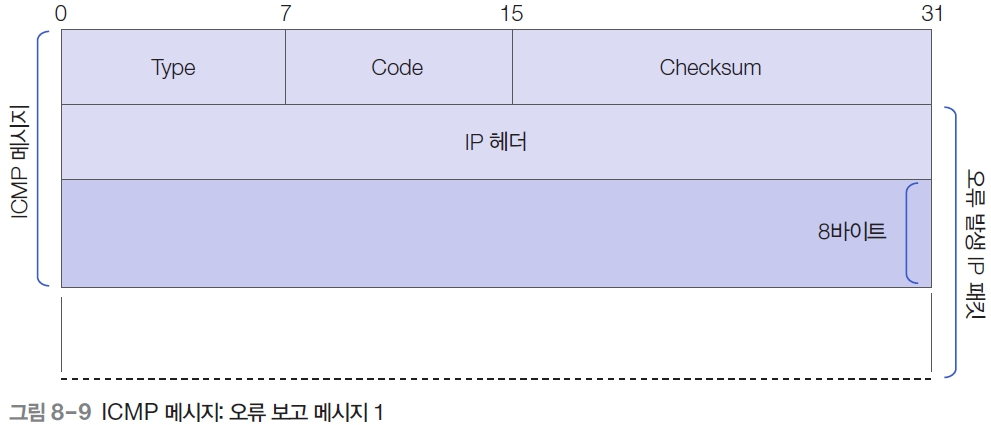 0 7 15 31
Type Code Checksum
IP 헤더
8바이트
ICMP 메시지
오류 발생 IP 패킷
그림 8-9 ICMP 메시지: 오류 보고 메시지 1